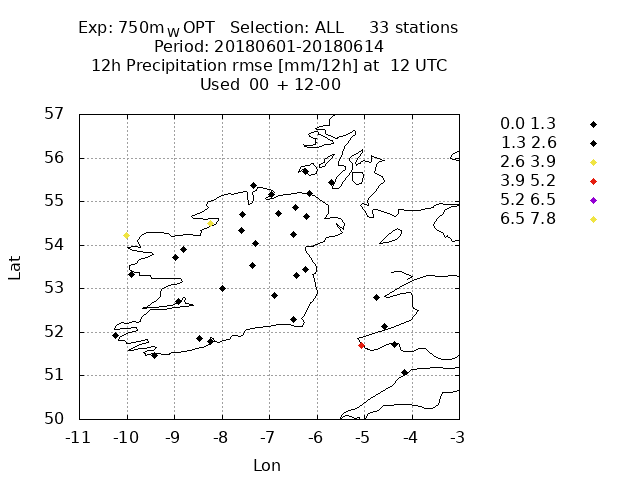 Exp: 750m_W OPT   Selection: ALL     33 stations
Period: 20180601-20180614
12h Precipitation rmse [mm/12h] at  12 UTC
Used  00 + 12-00
57
56
55
54
53
52
51
50
-11 -10 -9 -8 -7 -6 -5 -4 -3
Lat
Lon
0.0 1.3
1.3 2.6
2.6 3.9
3.9 5.2
5.2 6.5
6.5 7.8